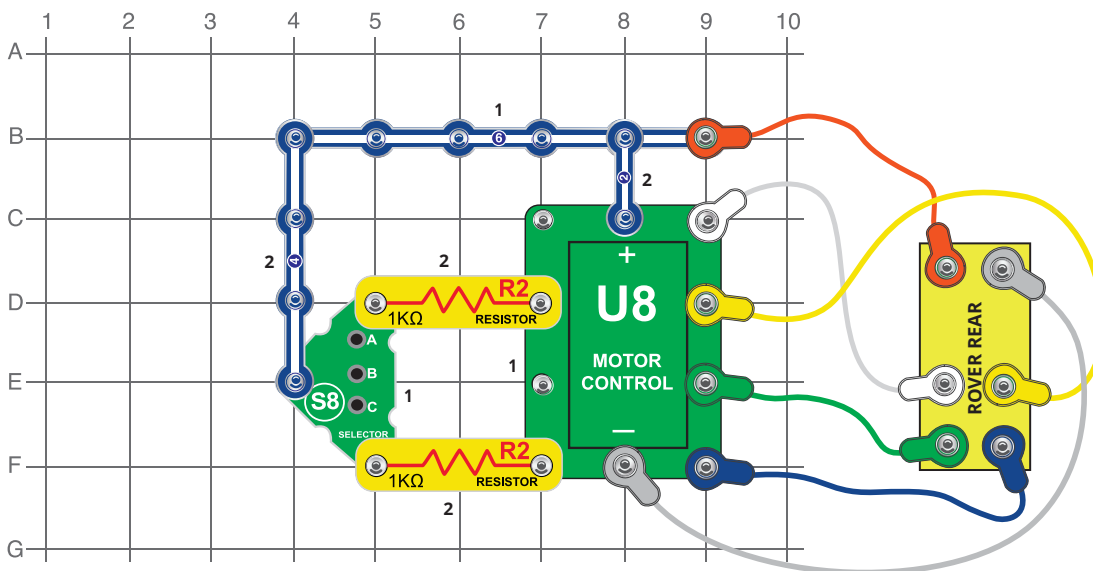 1 2 3 4 5 6 7 8 9 10
A
B
C
D
E
F
G
1
6
2
2
2
4
2
R2
1KΩ
RESISTOR
+
U8
MOTOR
CONTROL
–
A
B
C
S8
SELECTOR
1
1
R2
1KΩ
RESISTOR
2
ROVER REAR